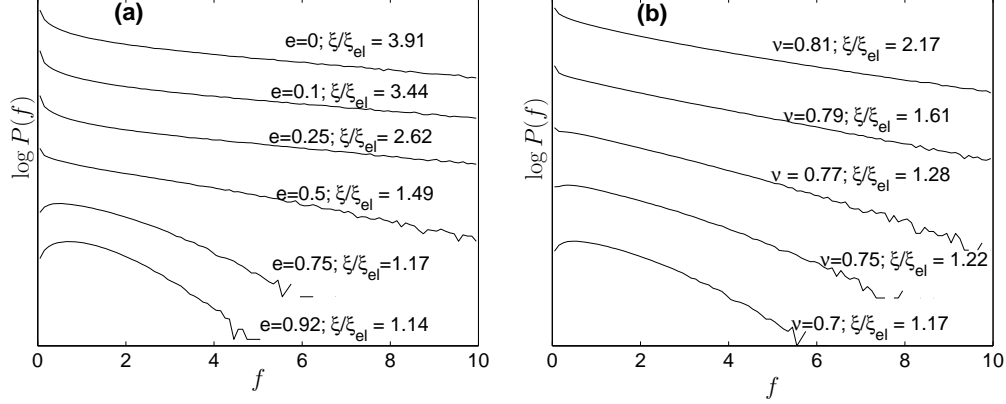 (a)
e=0; ξ/ξel = 3.91
e=0.1; ξ/ξel = 3.44
e=0.25; ξ/ξel = 2.62
e=0.5; ξ/ξel = 1.49
e=0.75; ξ/ξel=1.17
e=0.92; ξ/ξel = 1.14
log P(f)
0 2 4 6 8 10
f
(b)
ν=0.81; ξ/ξel = 2.17
ν=0.79; ξ/ξel = 1.61
ν = 0.77; ξ/ξel = 1.28
ν=0.75; ξ/ξel = 1.22
ν=0.7; ξ/ξel = 1.17
log P(f)
0 2 4 6 8 10
f